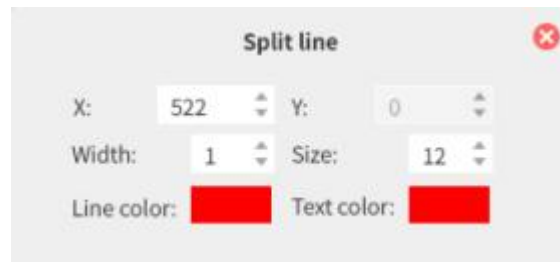 Split line
X: 522 Y: 0
Width: 1 Size: 12
Line color: Text color: